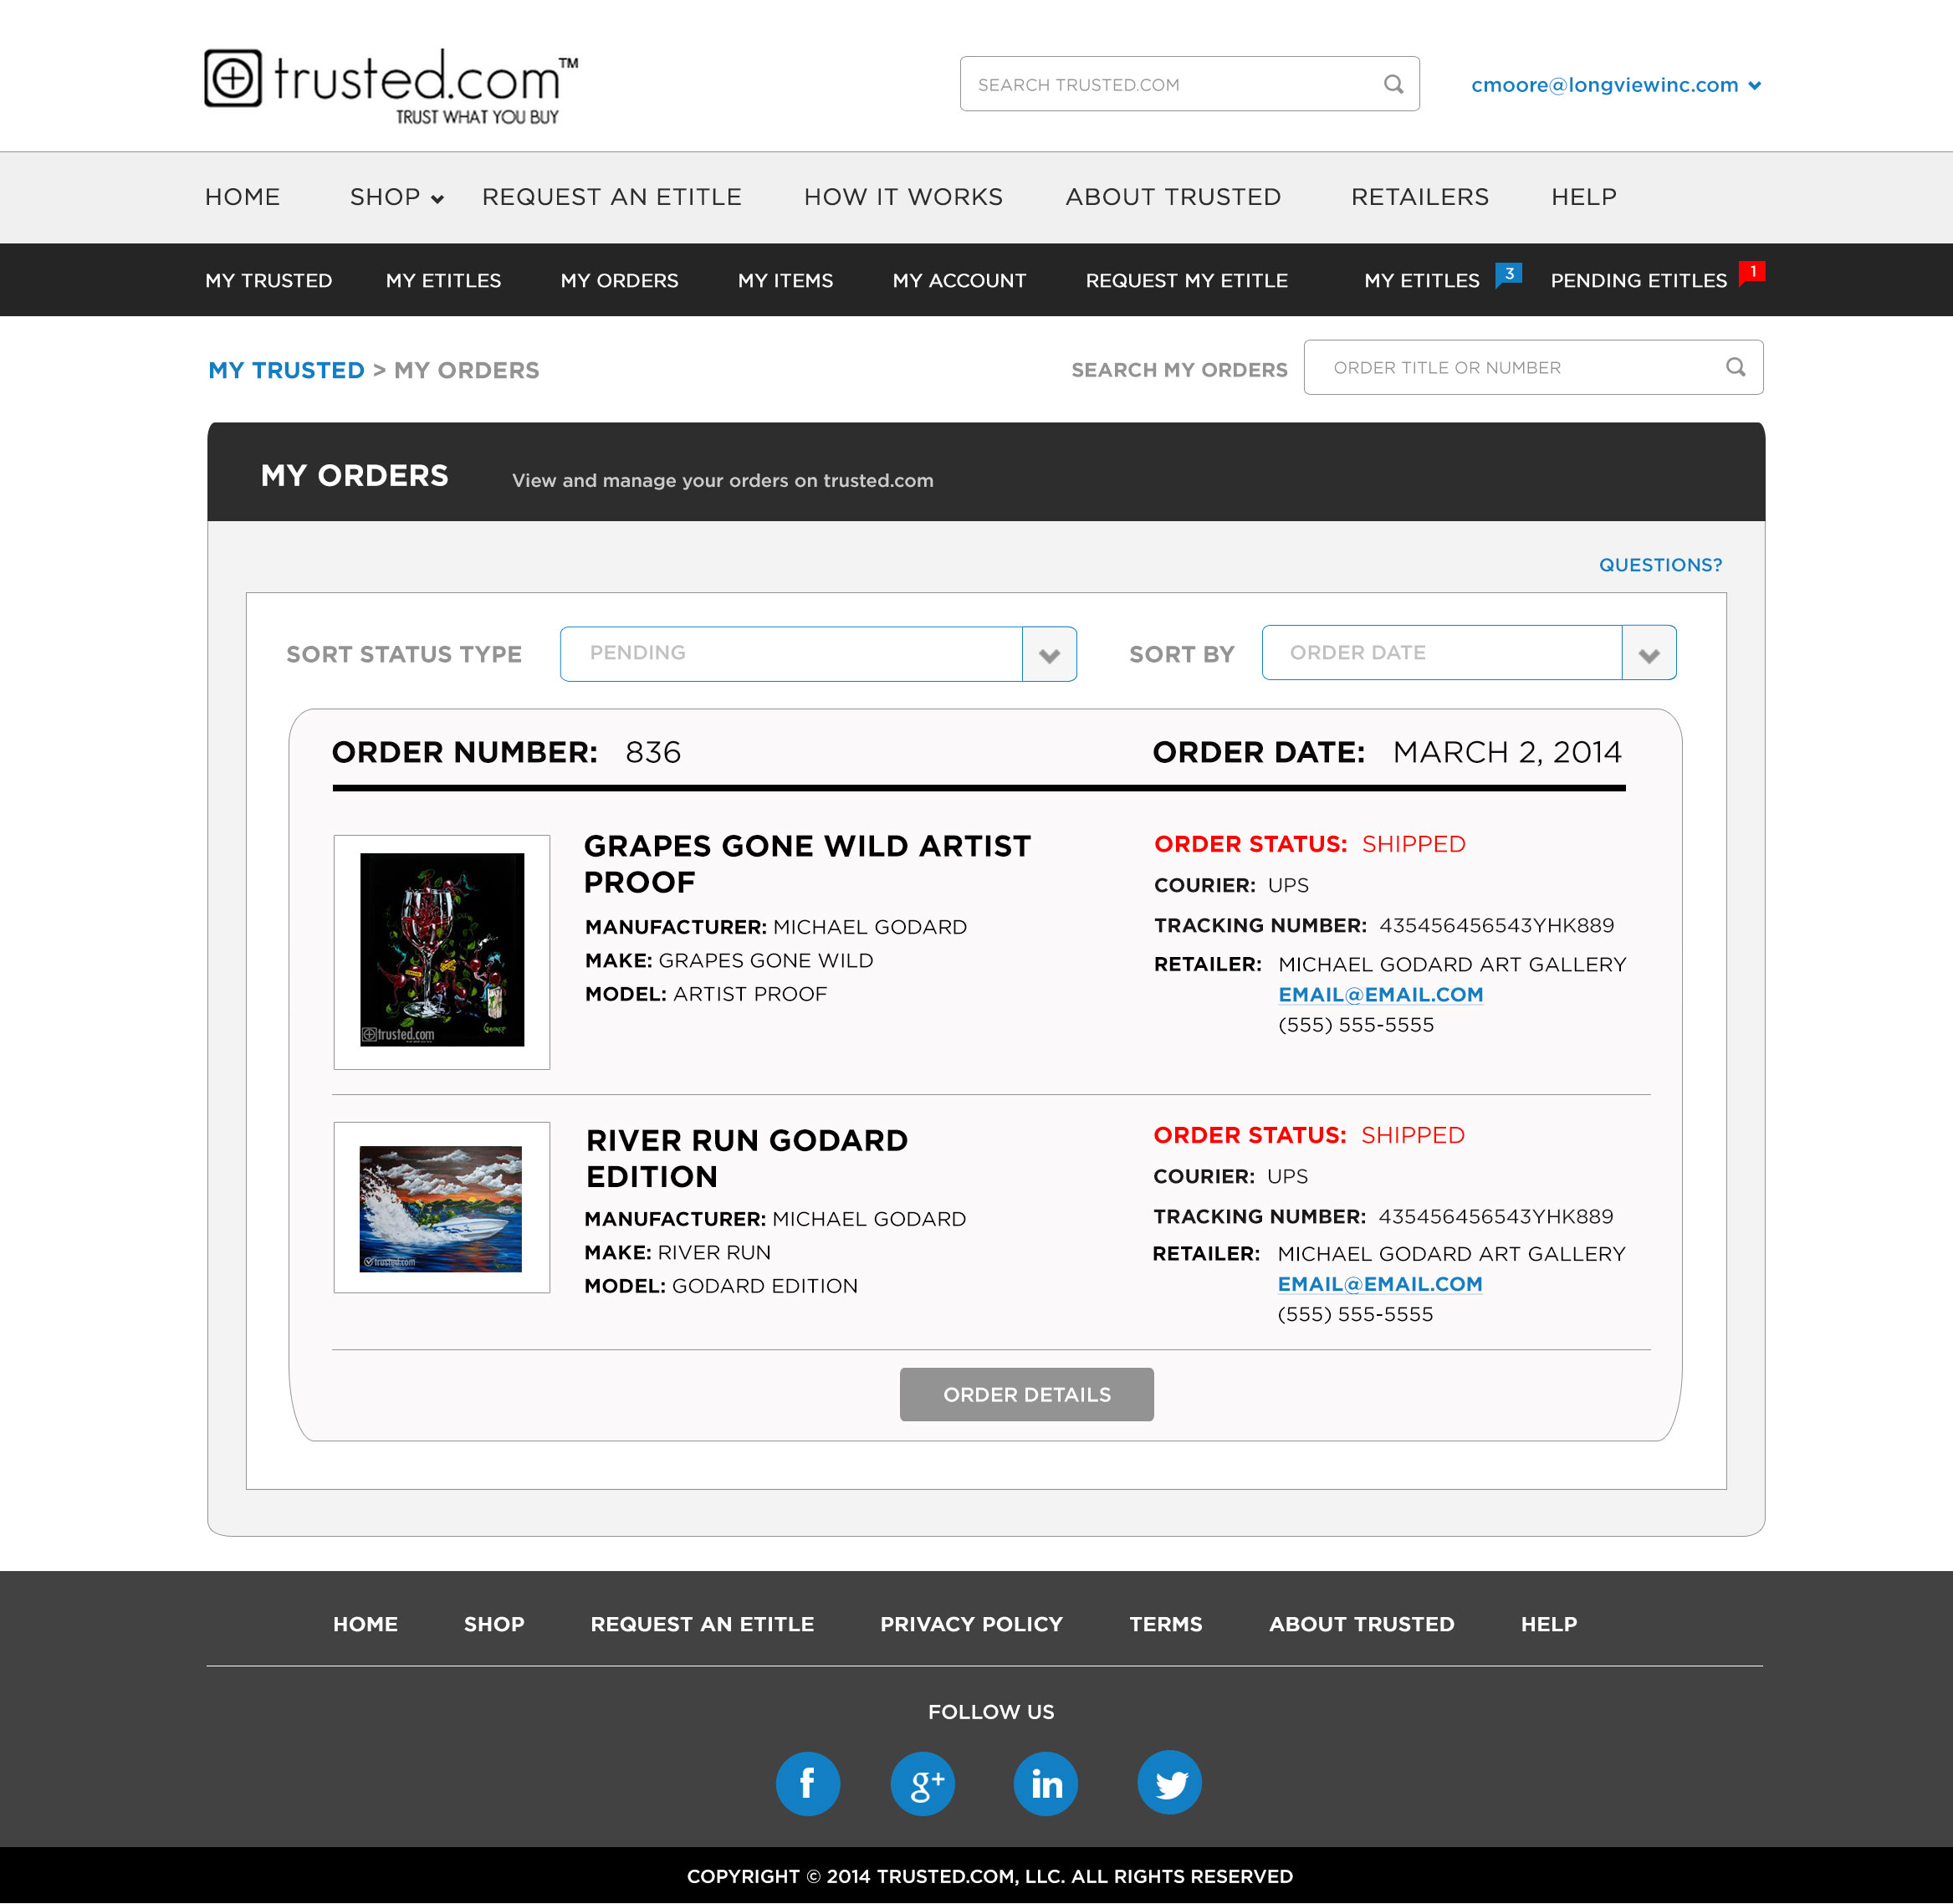 trusted.com™
TRUST WHAT YOU BUY
SEARCH TRUSTED.COM
cmoore@longviewinc.com
HOME SHOP REQUEST AN ETITLE HOW IT WORKS ABOUT TRUSTED RETAILERS HELP
MY TRUSTED MY ETITLES MY ORDERS MY ITEMS MY ACCOUNT REQUEST MY ETITLE MY ETITLES 3 PENDING ETITLES 1
MY TRUSTED > MY ORDERS
SEARCH MY ORDERS ORDER TITLE OR NUMBER
MY ORDERS View and manage your orders on trusted.com
QUESTIONS?
SORT STATUS TYPE PENDING SORT BY ORDER DATE
ORDER NUMBER: 836 ORDER DATE: MARCH 2, 2014
trusted.com
GRAPES GONE WILD ARTIST
PROOF
MANUFACTURER: MICHAEL GODARD
MAKE: GRAPES GONE WILD
MODEL: ARTIST PROOF
ORDER STATUS: SHIPPED
COURIER: UPS
TRACKING NUMBER: 435456456543YHK889
RETAILER: MICHAEL GODARD ART GALLERY
EMAIL@EMAIL.COM
(555) 555-5555
trusted.com
RIVER RUN GODARD
EDITION
MANUFACTURER: MICHAEL GODARD
MAKE: RIVER RUN
MODEL: GODARD EDITION
ORDER STATUS: SHIPPED
COURIER: UPS
TRACKING NUMBER: 435456456543YHK889
RETAILER: MICHAEL GODARD ART GALLERY
EMAIL@EMAIL.COM
(555) 555-5555
ORDER DETAILS
HOME SHOP REQUEST AN ETITLE PRIVACY POLICY TERMS ABOUT TRUSTED HELP
FOLLOW US
f g+ in
COPYRIGHT © 2014 TRUSTED.COM, LLC. ALL RIGHTS RESERVED